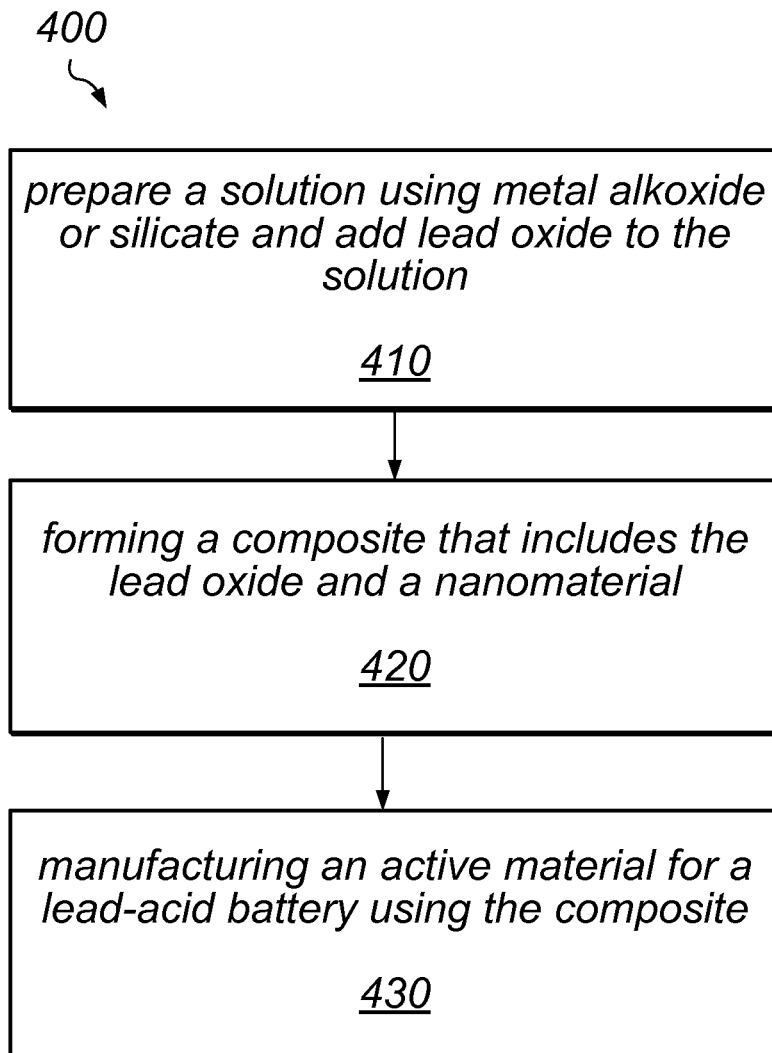 400
prepare a solution using metal alkoxide
or silicate and add lead oxide to the
solution
410
forming a composite that includes the
lead oxide and a nanomaterial
420
manufacturing an active material for a
lead-acid battery using the composite
430